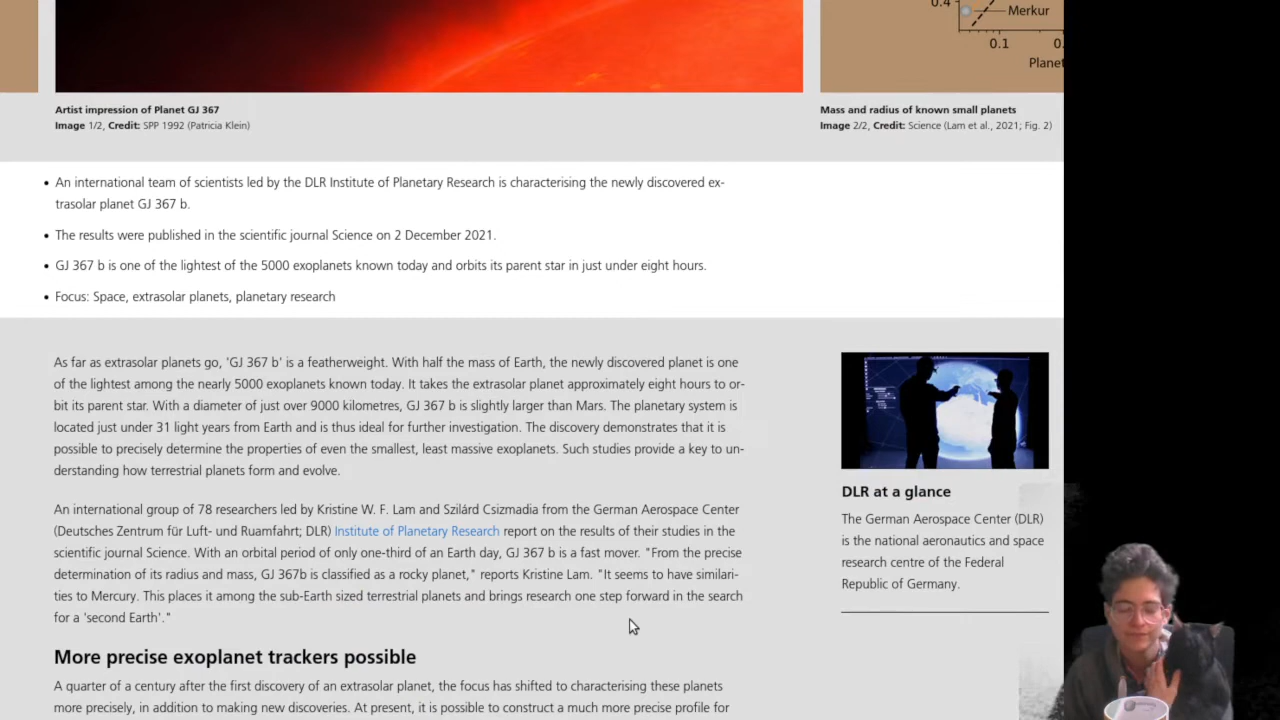 0.4
Merkur
0.1
0.
Planet
Artist impression of Planet GJ 367
Image 1/2, Credit: SPP 1992 (Patricia Klein)
Mass and radius of known small planets
Image 2/2, Credit: Science (Lam et al., 2021; Fig. 2)
• An international team of scientists led by the DLR Institute of Planetary Research is characterising the newly discovered ex-
trasolar planet GJ 367 b.
• The results were published in the scientific journal Science on 2 December 2021.
• GJ 367 b is one of the lightest of the 5000 exoplanets known today and orbits its parent star in just under eight hours.
• Focus: Space, extrasolar planets, planetary research
As far as extrasolar planets go, 'GJ 367 b' is a featherweight. With half the mass of Earth, the newly discovered planet is one
of the lightest among the nearly 5000 exoplanets known today. It takes the extrasolar planet approximately eight hours to or-
bit its parent star. With a diameter of just over 9000 kilometres, GJ 367 b is slightly larger than Mars. The planetary system is
located just under 31 light years from Earth and is thus ideal for further investigation. The discovery demonstrates that it is
possible to precisely determine the properties of even the smallest, least massive exoplanets. Such studies provide a key to un-
derstanding how terrestrial planets form and evolve.
An international group of 78 researchers led by Kristine W. F. Lam and Szilárd Csizmadia from the German Aerospace Center
(Deutsches Zentrum für Luft- und Ruamfahrt; DLR) Institute of Planetary Research report on the results of their studies in the
scientific journal Science. With an orbital period of only one-third of an Earth day, GJ 367 b is a fast mover. "From the precise
determination of its radius and mass, GJ 367b is classified as a rocky planet," reports Kristine Lam. "It seems to have similari-
ties to Mercury. This places it among the sub-Earth sized terrestrial planets and brings research one step forward in the search
for a 'second Earth'."
More precise exoplanet trackers possible
A quarter of a century after the first discovery of an extrasolar planet, the focus has shifted to characterising these planets
more precisely, in addition to making new discoveries. At present, it is possible to construct a much more precise profile for
DLR at a glance
The German Aerospace Center (DLR)
is the national aeronautics and space
research centre of the Federal
Republic of Germany.